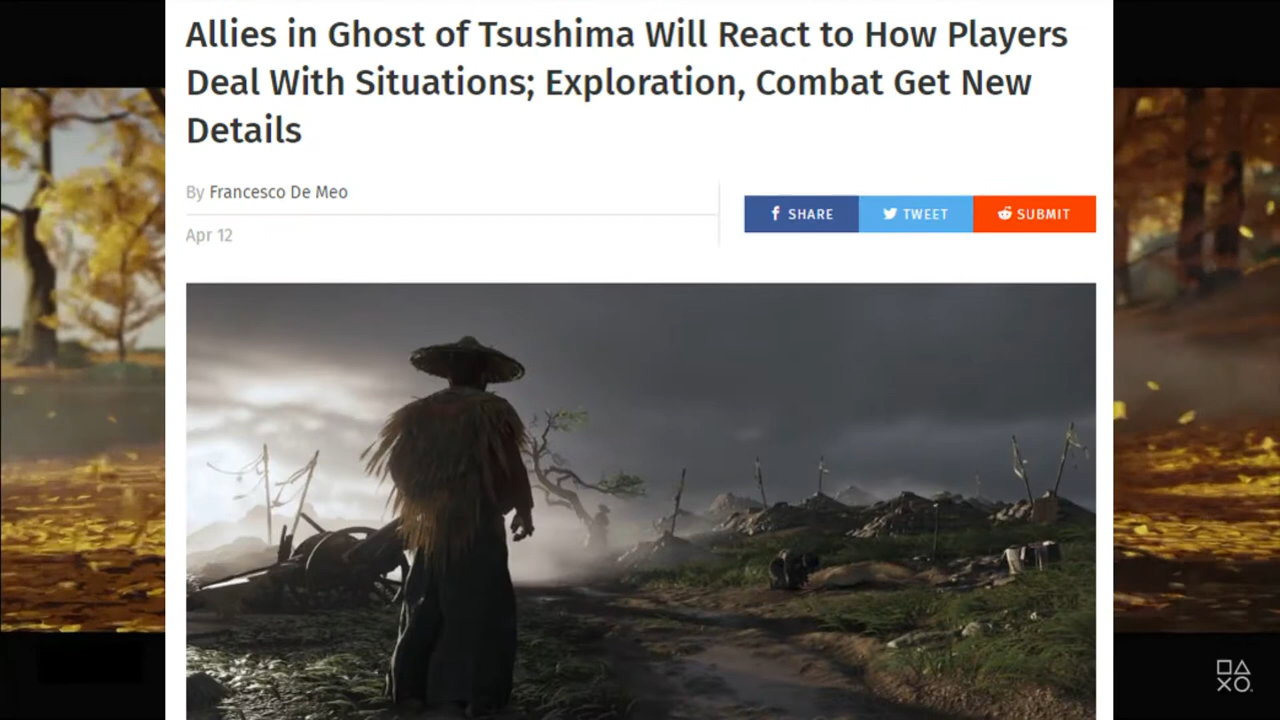 Allies in Ghost of Tsushima Will React to How Players
Deal With Situations; Exploration, Combat Get New
Details
By Francesco De Meo
Apr 12
SHARE
TWEET
SUBMIT